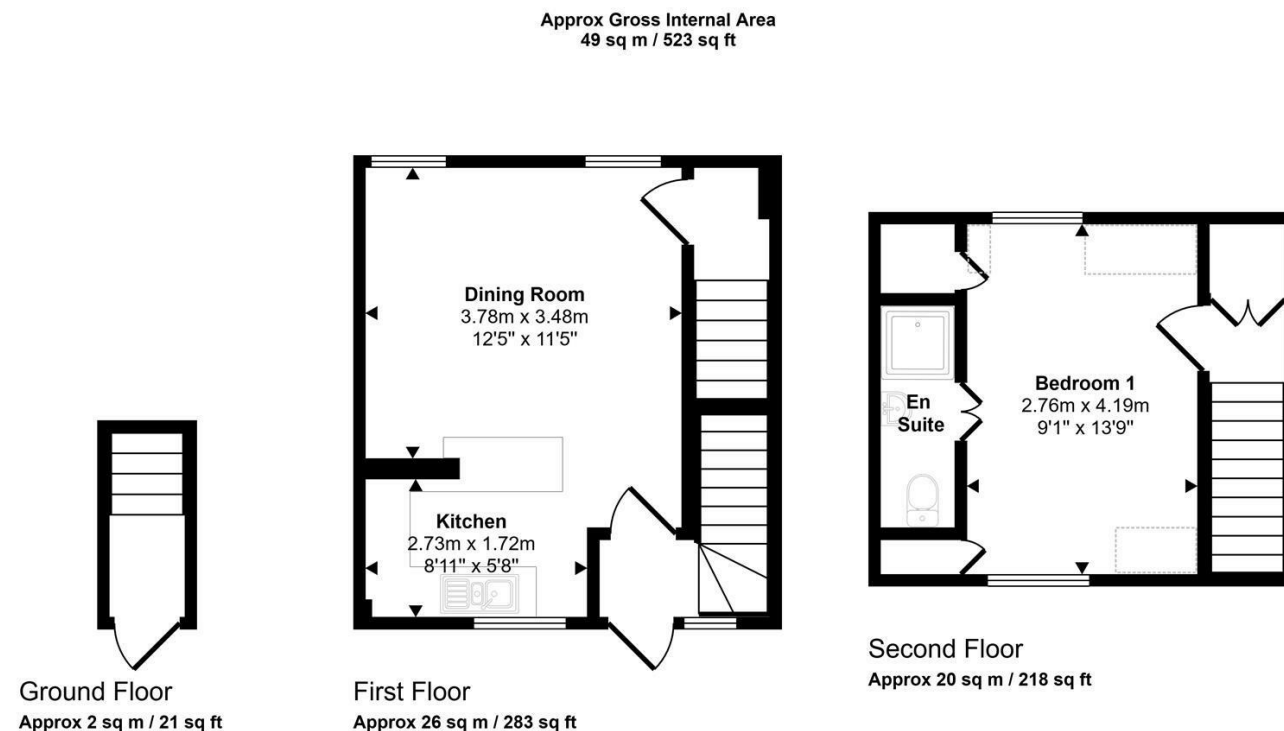 Approx Gross Internal Area
49 sq m / 523 sq ft
Dining Room
3.78m x 3.48m
12'5" x 11'5"
Kitchen
2.73m x 1.72m
8'11" x 5'8"
En
Suite
Bedroom 1
2.76m x 4.19m
9'1" x 13'9"
Ground Floor
Approx 2 sq m / 21 sq ft
First Floor
Approx 26 sq m / 283 sq ft
Second Floor
Approx 20 sq m / 218 sq ft